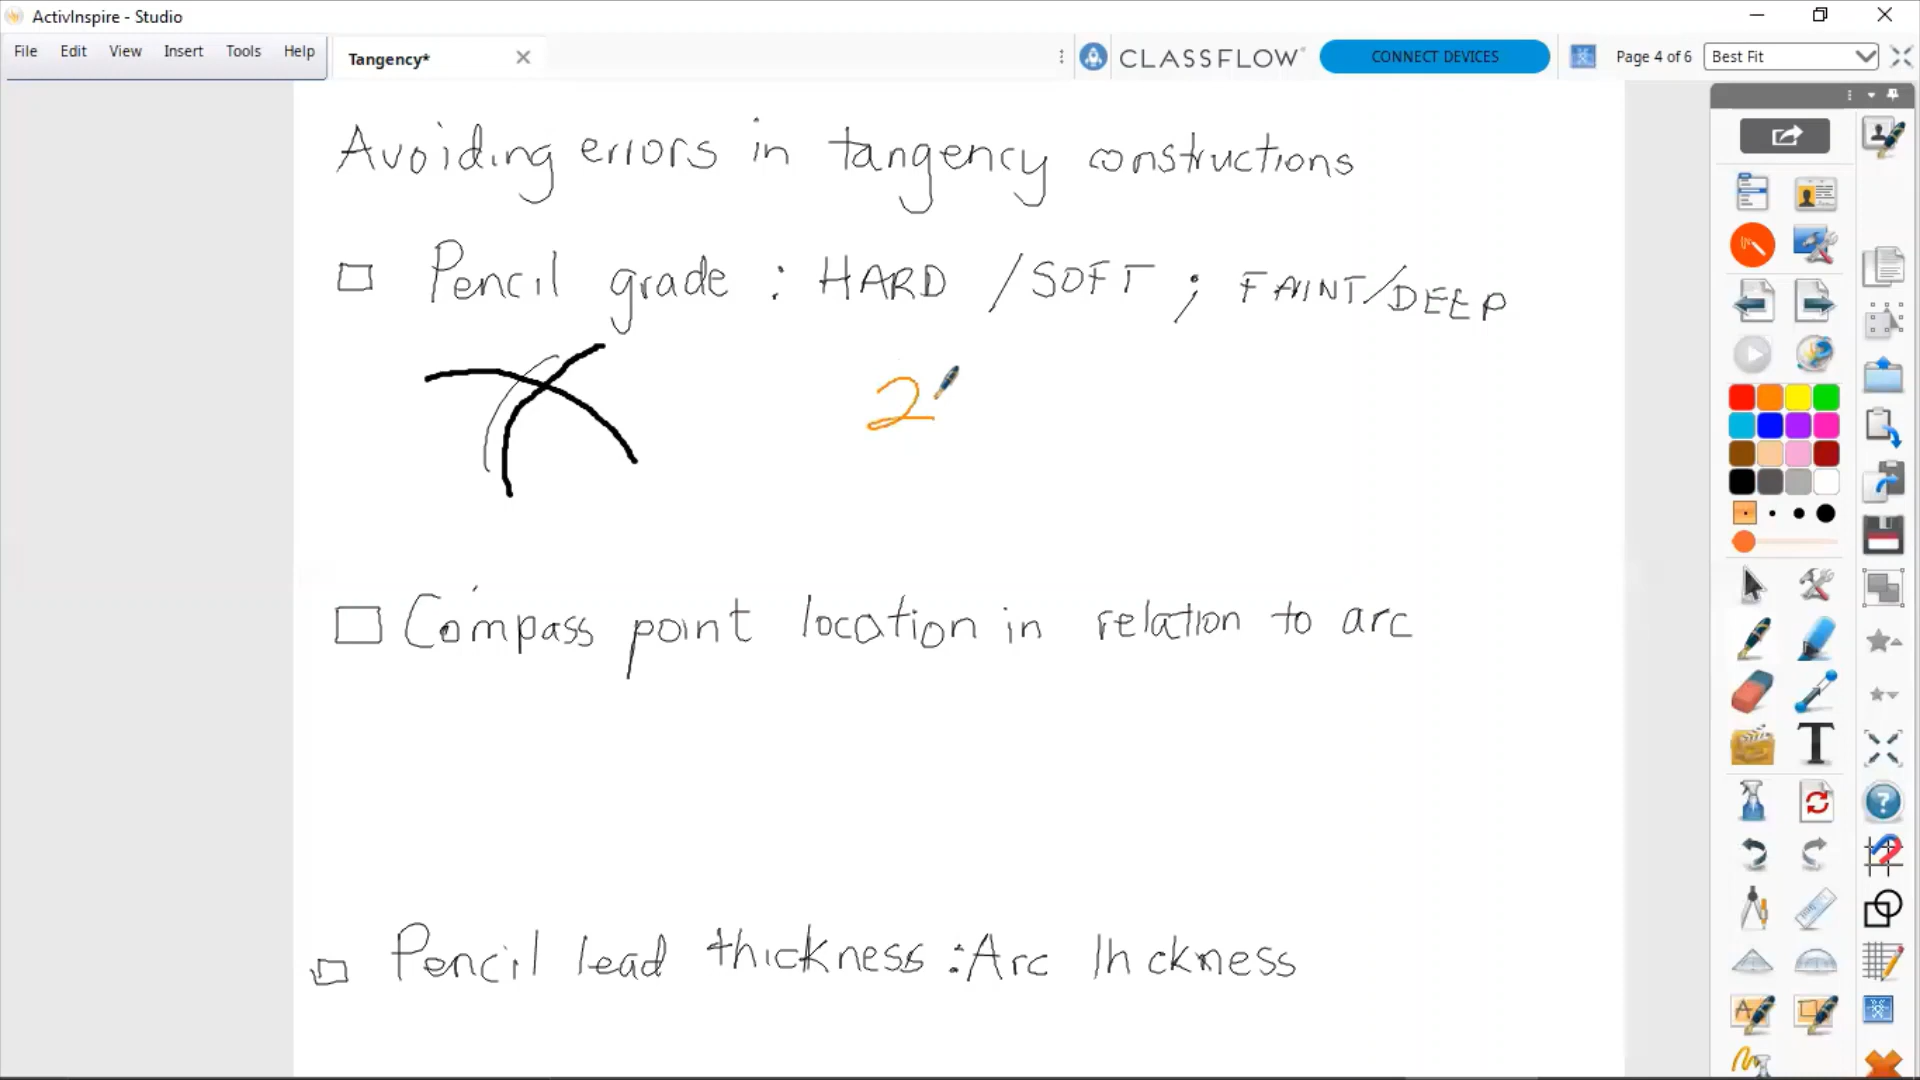 ActivInspire - Studio
File Edit View Insert Tools Help
Tangency*
CLASSFLOW
CONNECT DEVICES
Page 4 of 6
Best Fit
Avoiding errors in tangency constructions
Pencil grade : HARD / SOFT ; FAINT/DEEP
2
Compass point location in relation to arc
Pencil lead thickness : Arc thckness